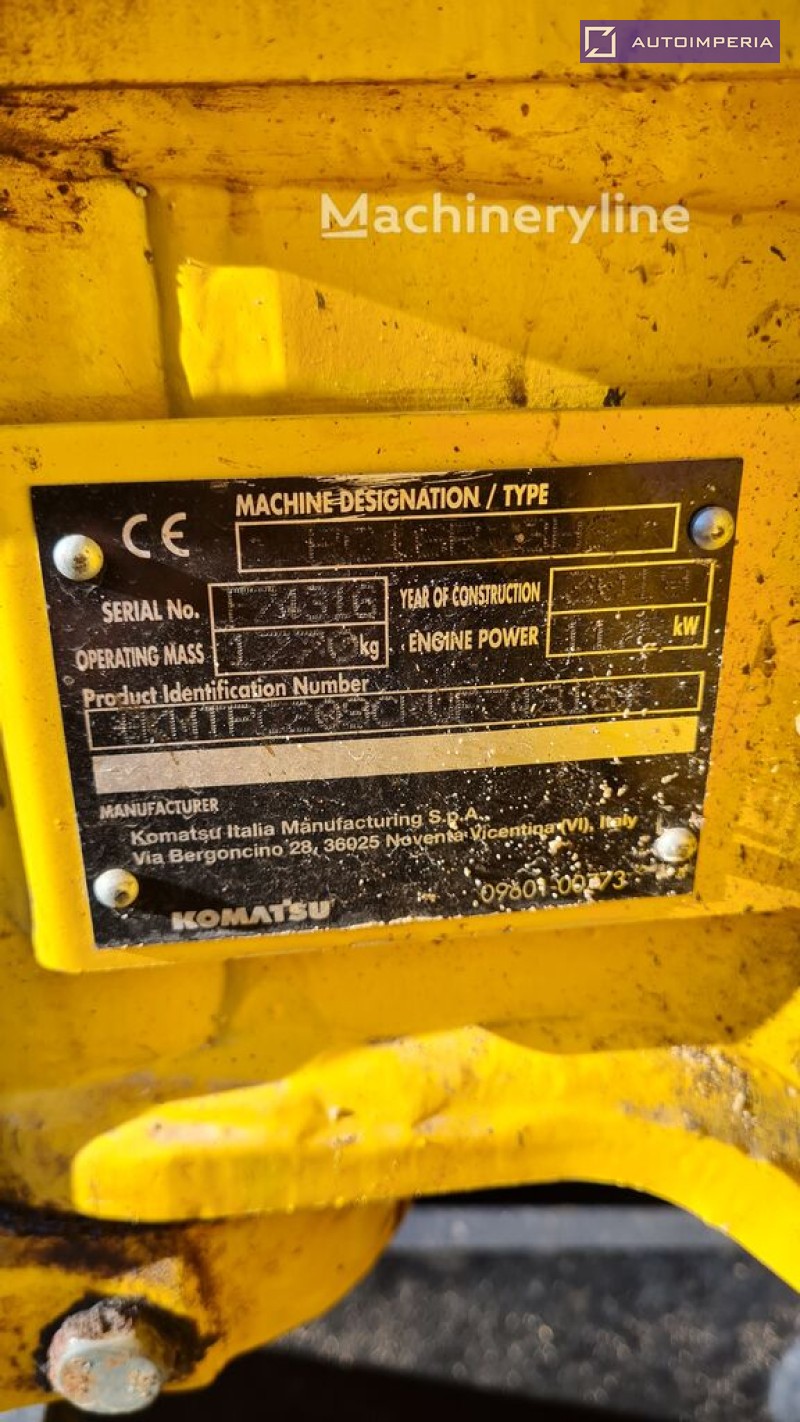 AUTOIMPERIA
Machineryline
MACHINE DESIGNATION / TYPE
CE
SERIAL No. F74316
YEAR OF CONSTRUCTION
OPERATING MASS kg
ENGINE POWER kW
Product Identification Number
MANUFACTURER
Komatsu Italia Manufacturing S.p.A.
Via Bergoncino 28, 36025 Noventa Vicentina (VI), Italy
KOMATSU